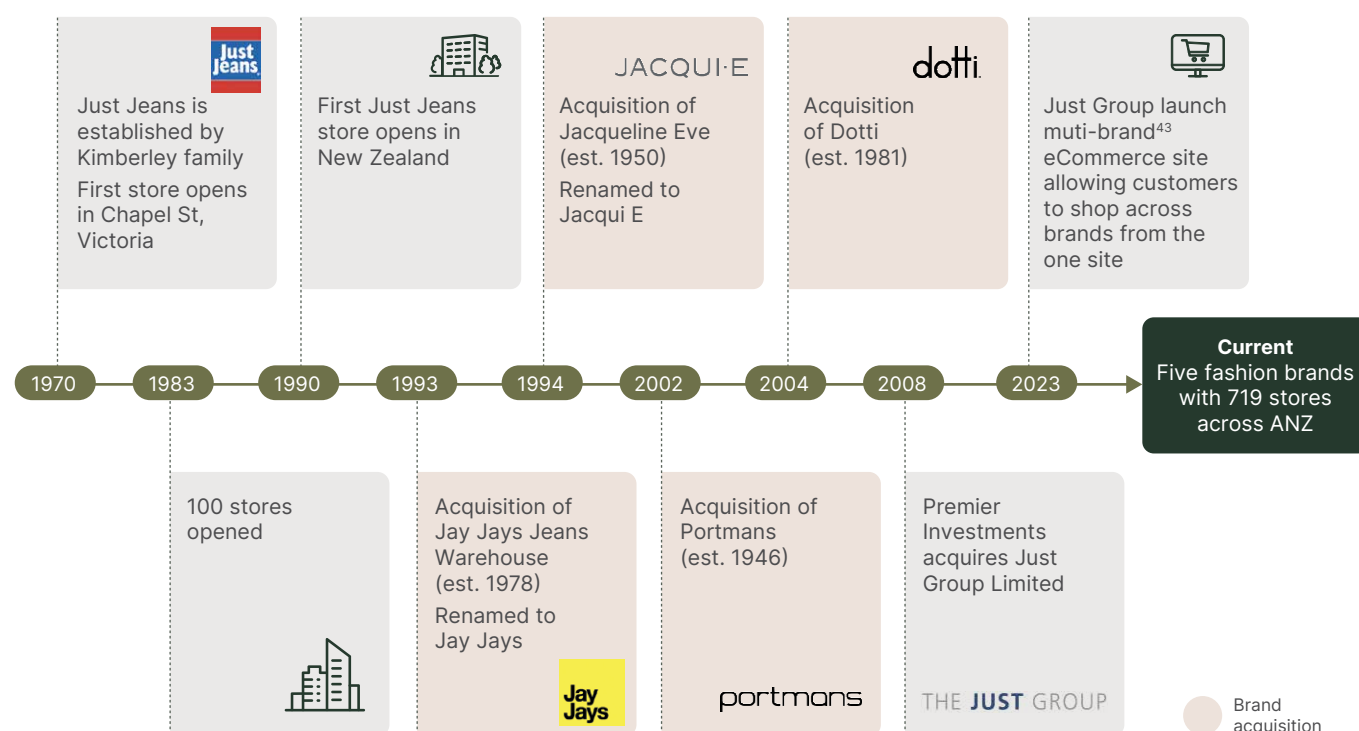 Just
Jeans
Just Jeans is
established by
Kimberley family
First store opens
in Chapel St,
Victoria
First Just Jeans
store opens in
New Zealand
JACQUI·E
Acquisition of
Jacqueline Eve
(est. 1950)
Renamed to
Jacqui E
dotti.
Acquisition
of Dotti
(est. 1981)
Just Group launch
muti-brand⁴³
eCommerce site
allowing customers
to shop across
brands from the
one site
1970
1983
1990
1993
1994
2002
2004
2008
2023
Current
Five fashion brands
with 719 stores
across ANZ
100 stores
opened
Acquisition of
Jay Jays Jeans
Warehouse
(est. 1978)
Renamed to
Jay Jays
Jay
Jays
Acquisition of
Portmans
(est. 1946)
portmans
Premier
Investments
acquires Just
Group Limited
THE JUST GROUP
Brand
acquisition